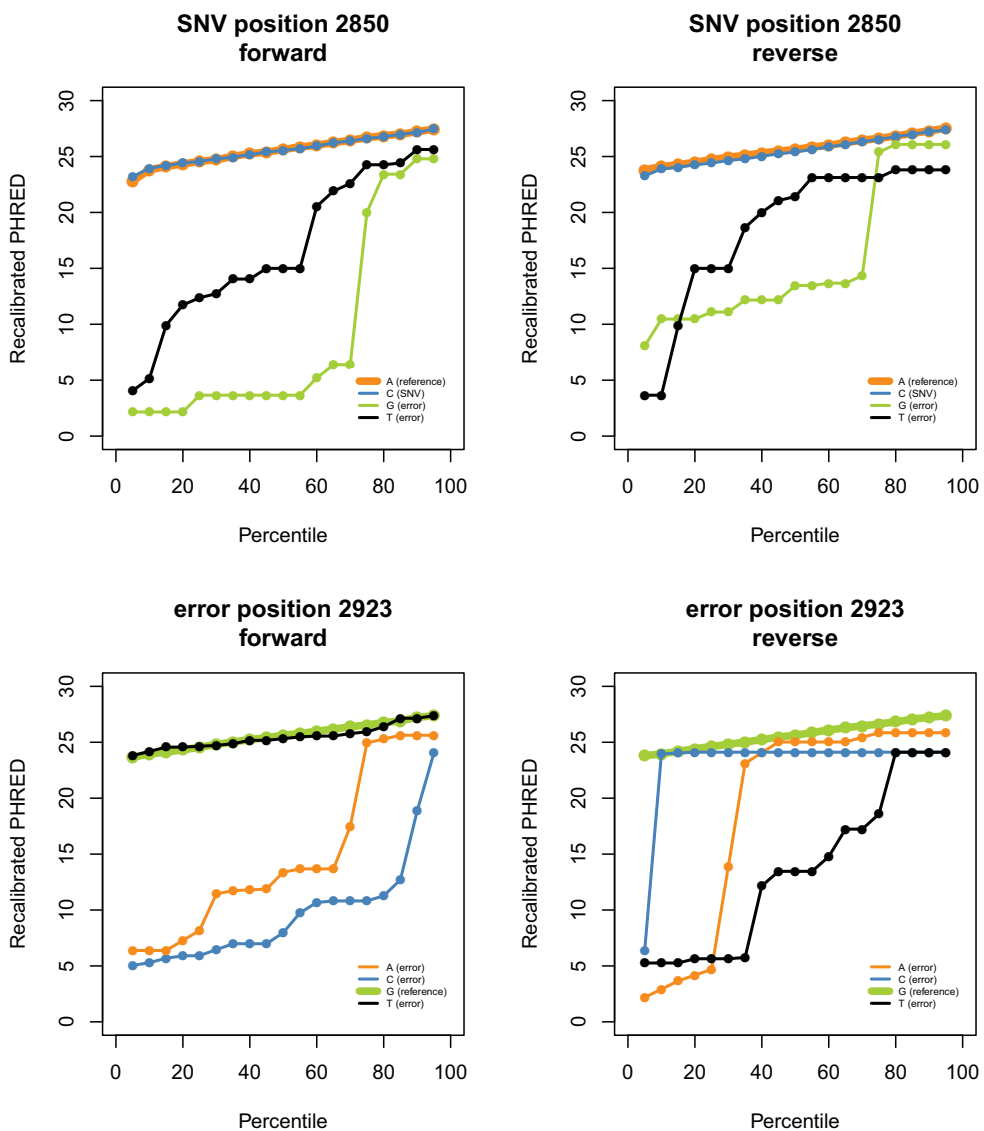 SNV position 2850
forward
Recalibrated PHRED
30
25
20
15
10
5
0
A (reference)
C (SNV)
G (error)
T (error)
0 20 40 60 80 100
Percentile
SNV position 2850
reverse
Recalibrated PHRED
30
25
20
15
10
5
0
A (reference)
C (SNV)
G (error)
T (error)
0 20 40 60 80 100
Percentile
error position 2923
forward
Recalibrated PHRED
30
25
20
15
10
5
0
A (error)
C (error)
G (reference)
T (error)
0 20 40 60 80 100
Percentile
error position 2923
reverse
Recalibrated PHRED
30
25
20
15
10
5
0
A (error)
C (error)
G (reference)
T (error)
0 20 40 60 80 100
Percentile